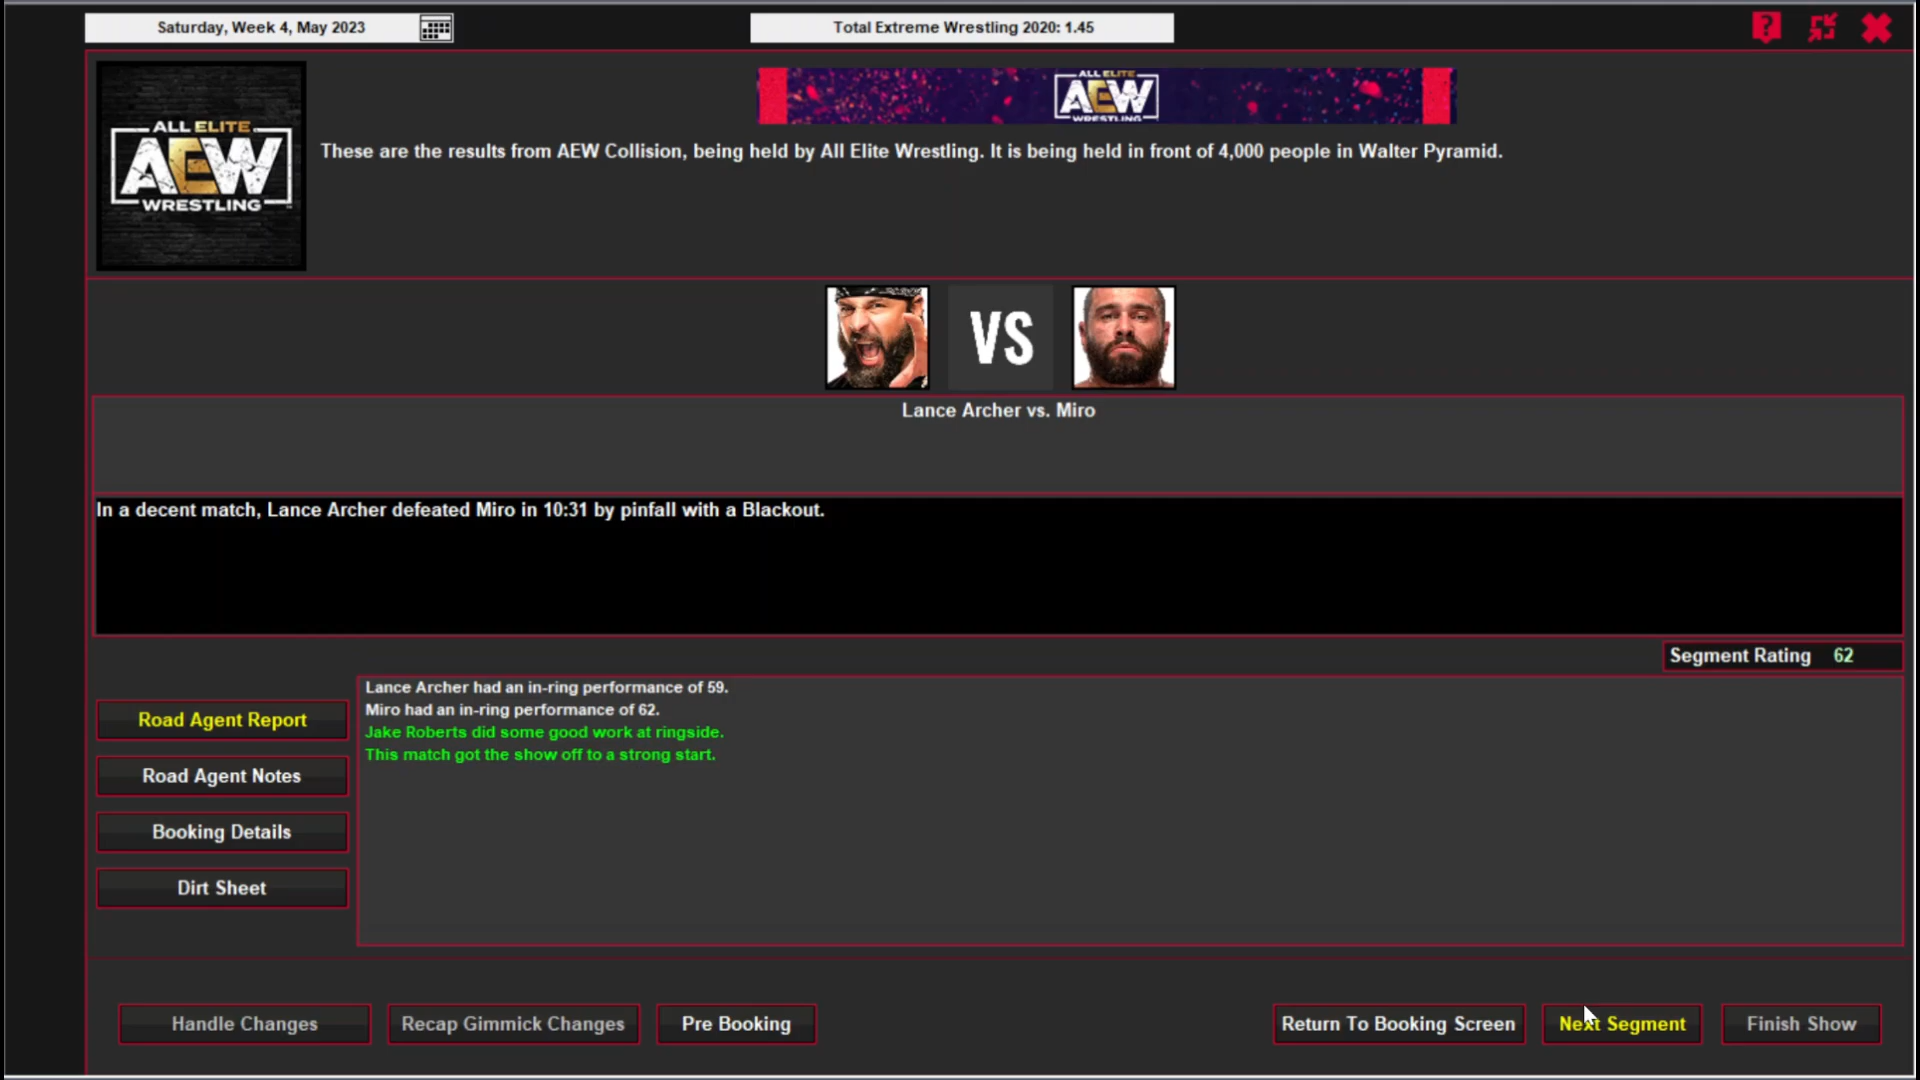 Saturday, Week 4, May 2023
Total Extreme Wrestling 2020: 1.45
?
ALL ELITE
AEW
WRESTLING
ALL ELITE
AEW
WRESTLING
These are the results from AEW Collision, being held by All Elite Wrestling. It is being held in front of 4,000 people in Walter Pyramid.
VS
Lance Archer vs. Miro
In a decent match, Lance Archer defeated Miro in 10:31 by pinfall with a Blackout.
Segment Rating 62
Road Agent Report
Road Agent Notes
Booking Details
Dirt Sheet
Lance Archer had an in-ring performance of 59.
Miro had an in-ring performance of 62.
Jake Roberts did some good work at ringside.
This match got the show off to a strong start.
Handle Changes
Recap Gimmick Changes
Pre Booking
Return To Booking Screen
Next Segment
Finish Show